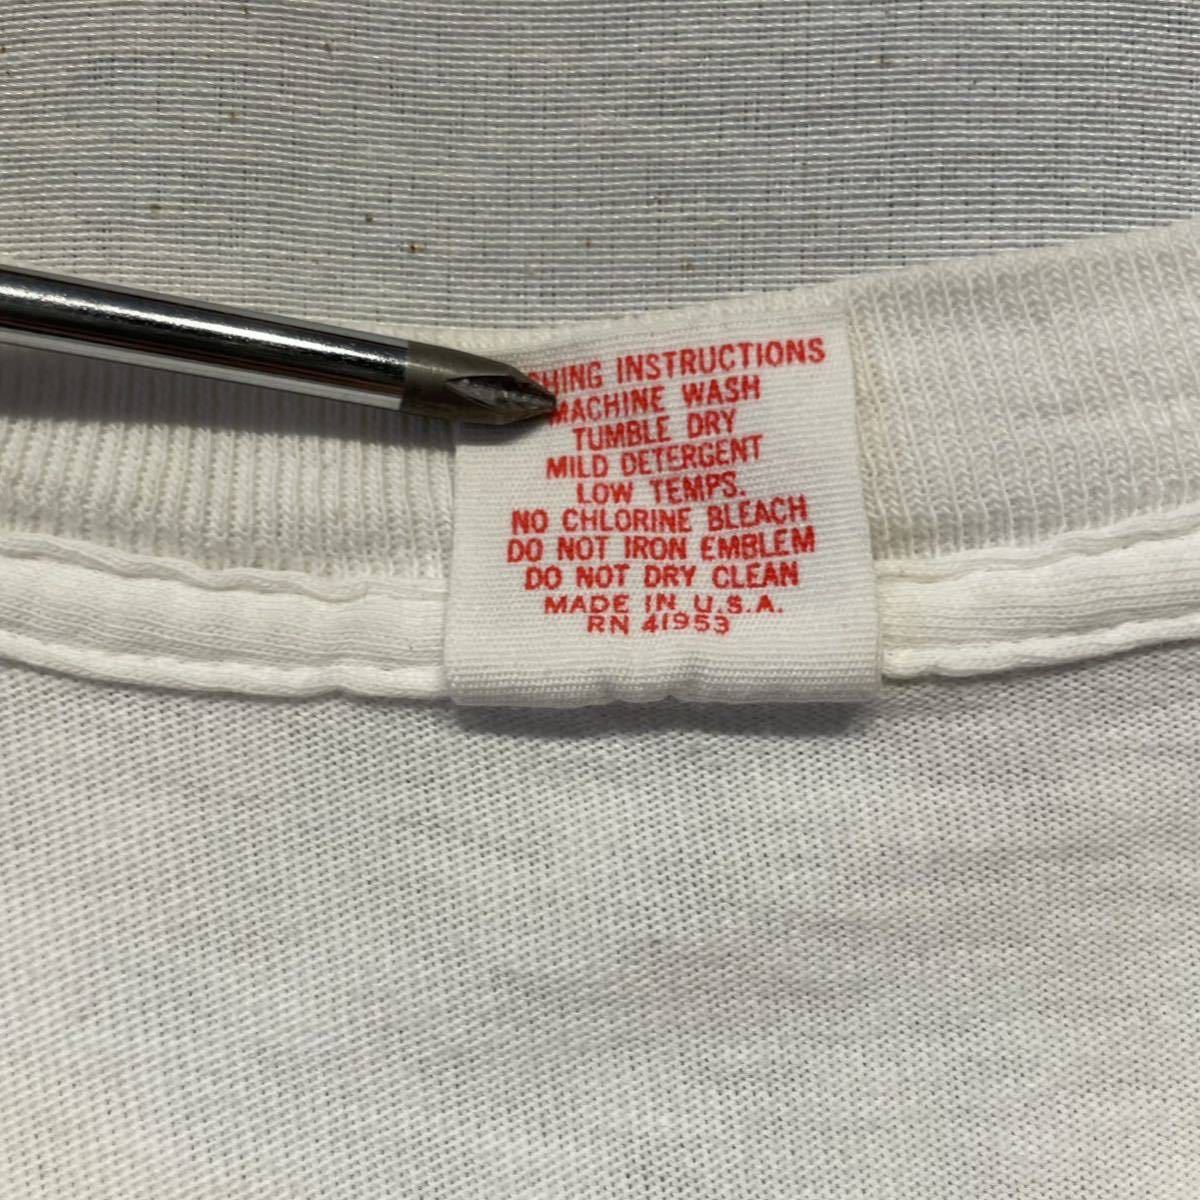 HING INSTRUCTIONS
MACHINE WASH
TUMBLE DRY
MILD DETERGENT
LOW TEMPS.
NO CHLORINE BLEACH
DO NOT IRON EMBLEM
DO NOT DRY CLEAN
MADE IN U.S.A.
RN 41953